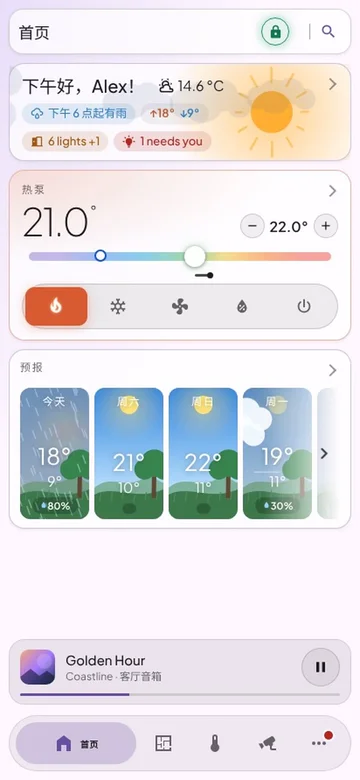 首页
下午好，Alex！ 14.6 °C
下午 6 点起有雨 ↑18° ↓9°
6 lights +1 1 needs you
热泵
21.0°
22.0°
预报
今天 周六 周日 周一
18° 21° 22° 19°
9° 10° 11° 11°
80% 30%
Golden Hour
Coastline · 客厅音箱
首页